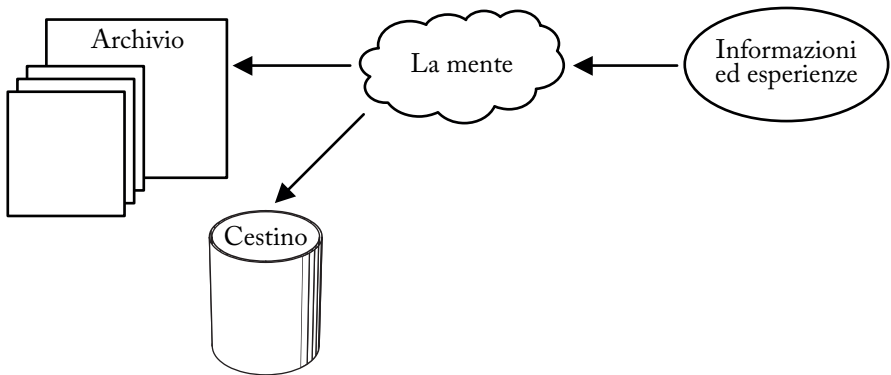 Archivio
La mente
Informazioni
ed esperienze
Cestino